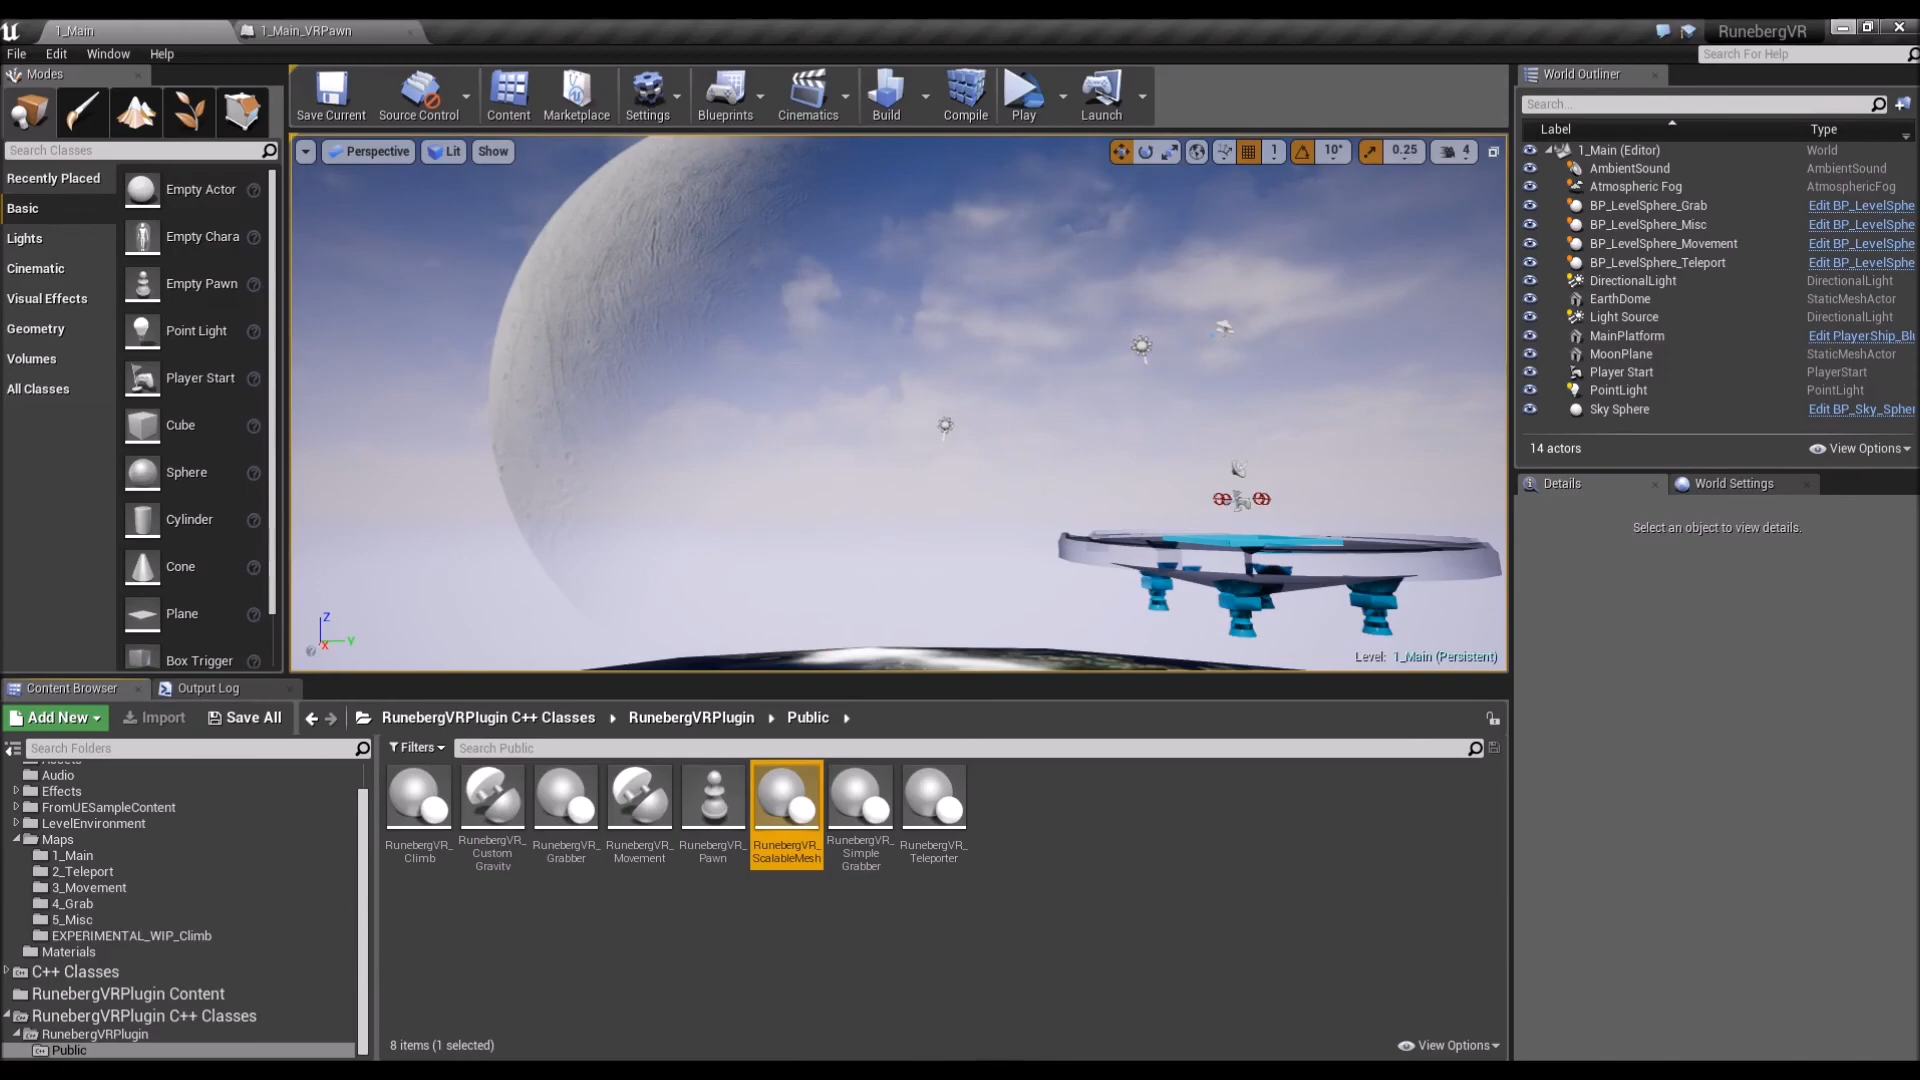 1_Main
1_Main_VRPawn
RunebergVR
File Edit Window Help
Search For Help
Modes
Search Classes
Recently Placed
Basic
Lights
Cinematic
Visual Effects
Geometry
Volumes
All Classes
Empty Actor
Empty Chara
Empty Pawn
Point Light
Player Start
Cube
Sphere
Cylinder
Cone
Plane
Box Trigger
Save Current
Source Control
Content
Marketplace
Settings
Blueprints
Cinematics
Build
Compile
Play
Launch
Perspective
Lit
Show
1
10°
0.25
4
Z
Y
X
Level: 1_Main (Persistent)
World Outliner
Search...
Label Type
1_Main (Editor) World
AmbientSound AmbientSound
Atmospheric Fog AtmosphericFog
BP_LevelSphere_Grab Edit BP_LevelSphe
BP_LevelSphere_Misc Edit BP_LevelSphe
BP_LevelSphere_Movement Edit BP_LevelSphe
BP_LevelSphere_Teleport Edit BP_LevelSphe
DirectionalLight DirectionalLight
EarthDome StaticMeshActor
Light Source DirectionalLight
MainPlatform Edit PlayerShip_Blu
MoonPlane StaticMeshActor
Player Start PlayerStart
PointLight PointLight
Sky Sphere Edit BP_Sky_Spher
14 actors
View Options
Details
World Settings
Select an object to view details.
Content Browser
Output Log
Add New
Import
Save All
RunebergVRPlugin C++ Classes
RunebergVRPlugin
Public
Search Folders
Filters
Search Public
Assets
Audio
Effects
FromUESampleContent
LevelEnvironment
Maps
1_Main
2_Teleport
3_Movement
4_Grab
5_Misc
EXPERIMENTAL_WIP_Climb
Materials
C++ Classes
RunebergVRPlugin Content
RunebergVRPlugin C++ Classes
RunebergVRPlugin
Public
RunebergVR_
Climb
RunebergVR_
Custom
Gravity
RunebergVR_
Grabber
RunebergVR_
Movement
RunebergVR_
Pawn
RunebergVR_
ScalableMesh
RunebergVR_
Simple
Grabber
RunebergVR_
Teleporter
8 items (1 selected)
View Options